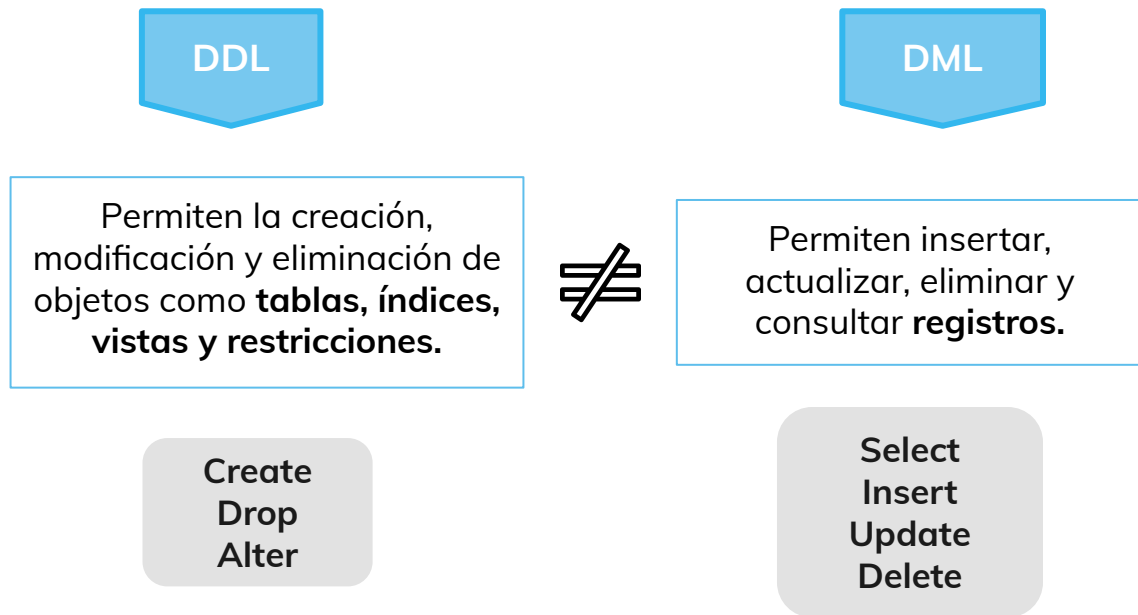 DDL
DML
Permiten la creación,
modificación y eliminación de
objetos como tablas, índices,
vistas y restricciones.
≠
Permiten insertar,
actualizar, eliminar y
consultar registros.
Create
Drop
Alter
Select
Insert
Update
Delete